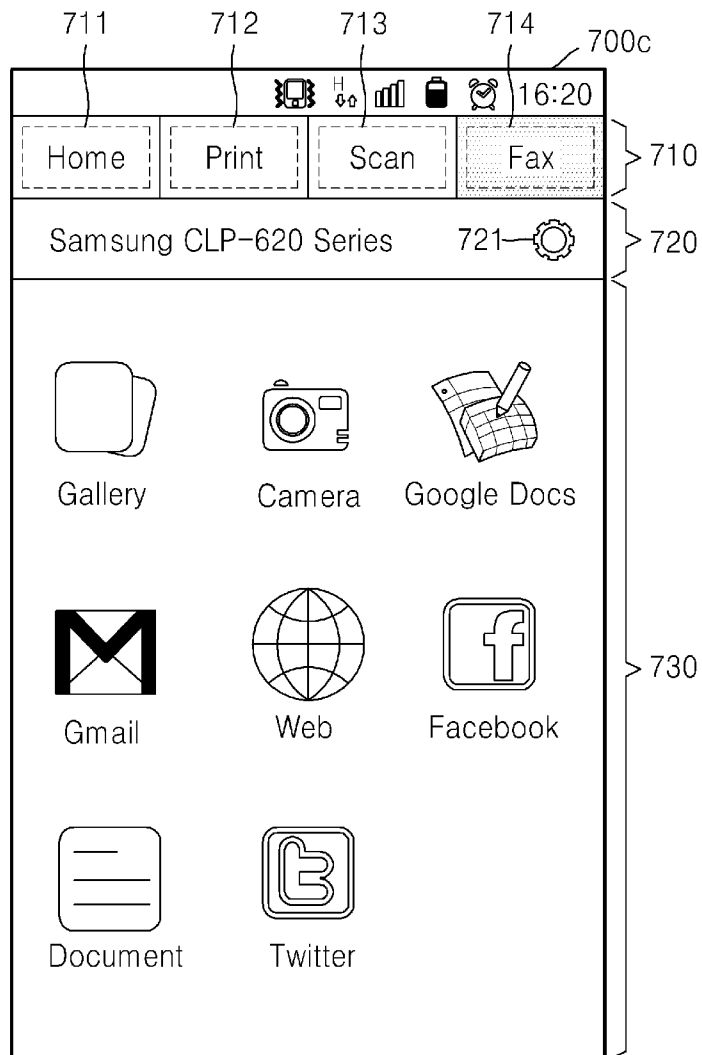 711 712 713 714 700c
H 16:20
Home Print Scan Fax 710
Samsung CLP-620 Series 721 720
Gallery Camera Google Docs
730
Gmail Web Facebook
Document Twitter